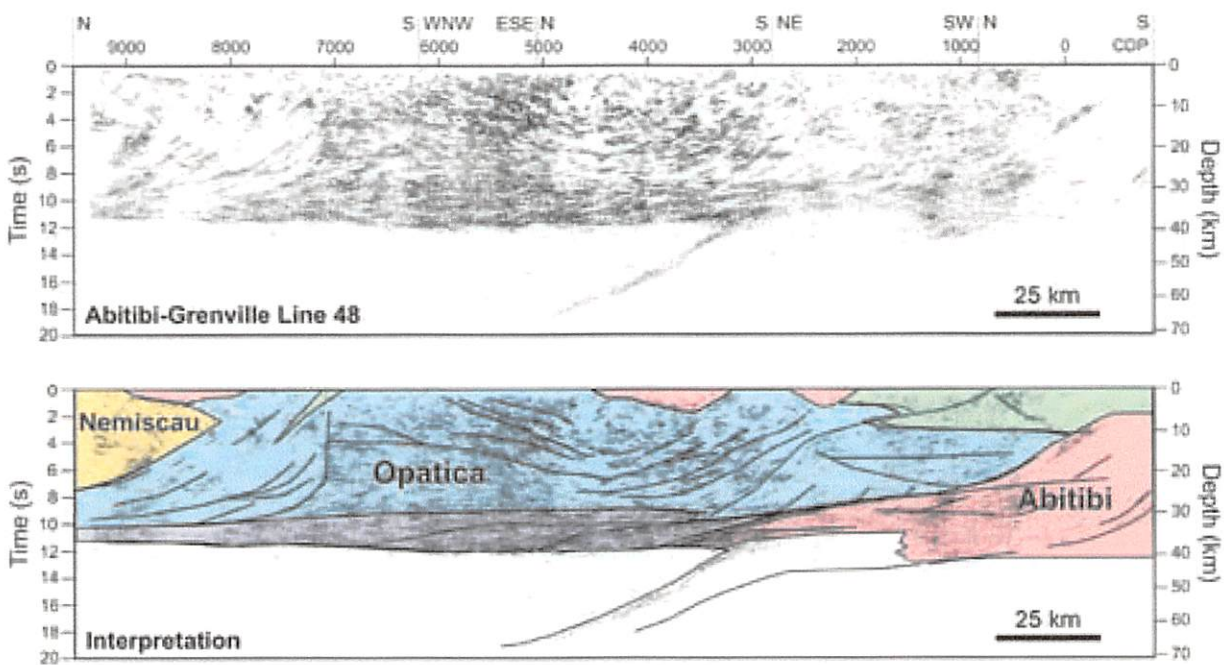 N S WNW ESE N S NE SW N S
9000 8000 7000 6000 5000 4000 3000 2000 1000 0 CDP
0 0
2
4 10
6 20
8
10 30
12 40
14 50
16
18 60
20 70
Time (s)
Depth (km)
25 km
Abitibi-Grenville Line 48
0 0
2
4 10
6 20
8
10 30
12 40
14 50
16
18 60
20 70
Time (s)
Depth (km)
Nemiscau
Opatica
Abitibi
25 km
Interpretation